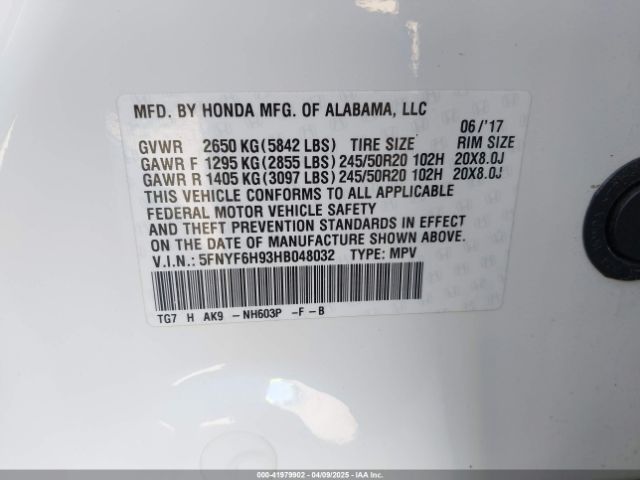 MFD. BY HONDA MFG. OF ALABAMA, LLC
06/'17
GVWR 2650 KG(5842 LBS) TIRE SIZE RIM SIZE
GAWR F 1295 KG(2855 LBS)245/50R20 102H 20X8.0J
GAWR R 1405 KG(3097 LBS)245/50R20 102H 20X8.0J
THIS VEHICLE CONFORMS TO ALL APPLICABLE
FEDERAL MOTOR VEHICLE SAFETY
AND THEFT PREVENTION STANDARDS IN EFFECT
ON THE DATE OF MANUFACTURE SHOWN ABOVE.
V.I.N.: 5FNYF6H93HB048032 TYPE: MPV
TG7 H AK9 -NH603P -F-B
000-41979902 - 04/09/2025 - IAAI.COM